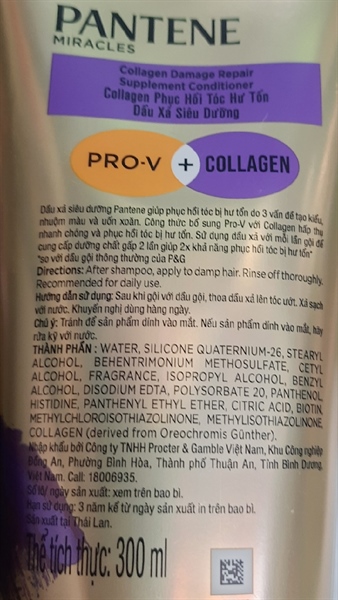 PANTENE
MIRACLES
Collagen Damage Repair
Supplement Conditioner
Collagen Phục Hồi Tóc Hư Tổn
Dầu Xả Siêu Dưỡng
PRO-V + COLLAGEN
Dầu xả siêu dưỡng Pantene giúp phục hồi tóc bị hư tổn do 3 vấn đề tạo kiểu,
nhuộm màu và uốn xoăn. Công thức bổ sung Pro-V với Collagen hấp thụ
nhanh chóng và phục hồi tóc bị hư tổn. Sử dụng dầu xả với mỗi lần gội để
cung cấp dưỡng chất gấp 2 lần giúp 2x khả năng phục hồi tóc bị hư tổn*
*so với dầu gội thông thường của P&G
Directions: After shampoo, apply to damp hair. Rinse off thoroughly.
Recommended for daily use.
Hướng dẫn sử dụng: Sau khi gội với dầu gội, thoa dầu xả lên tóc ướt. Xả sạch
với nước. Khuyến nghị dùng hàng ngày.
Chú ý: Tránh để sản phẩm dính vào mắt. Nếu sản phẩm dính vào mắt, hãy
rửa kỹ với nước.
THÀNH PHẦN: WATER, SILICONE QUATERNIUM-26, STEARYL
ALCOHOL, BEHENTRIMONIUM METHOSULFATE, CETYL
ALCOHOL, FRAGRANCE, ISOPROPYL ALCOHOL, BENZYL
ALCOHOL, DISODIUM EDTA, POLYSORBATE 20, PANTHENOL,
HISTIDINE, PANTHENYL ETHYL ETHER, CITRIC ACID, BIOTIN,
METHYLCHLOROISOTHIAZOLINONE, METHYLISOTHIAZOLINONE,
COLLAGEN (derived from Oreochromis Günther).
Nhập khẩu bởi Công ty TNHH Procter & Gamble Việt Nam, Khu Công nghiệp
Đồng An, Phường Bình Hòa, Thành phố Thuận An, Tỉnh Bình Dương,
Việt Nam. Call: 18006935.
Số lô/ ngày sản xuất: xem trên bao bì.
Hạn sử dụng: 3 năm kể từ ngày sản xuất in trên bao bì.
Sản xuất tại Thái Lan.
Thể tích thực: 300 ml